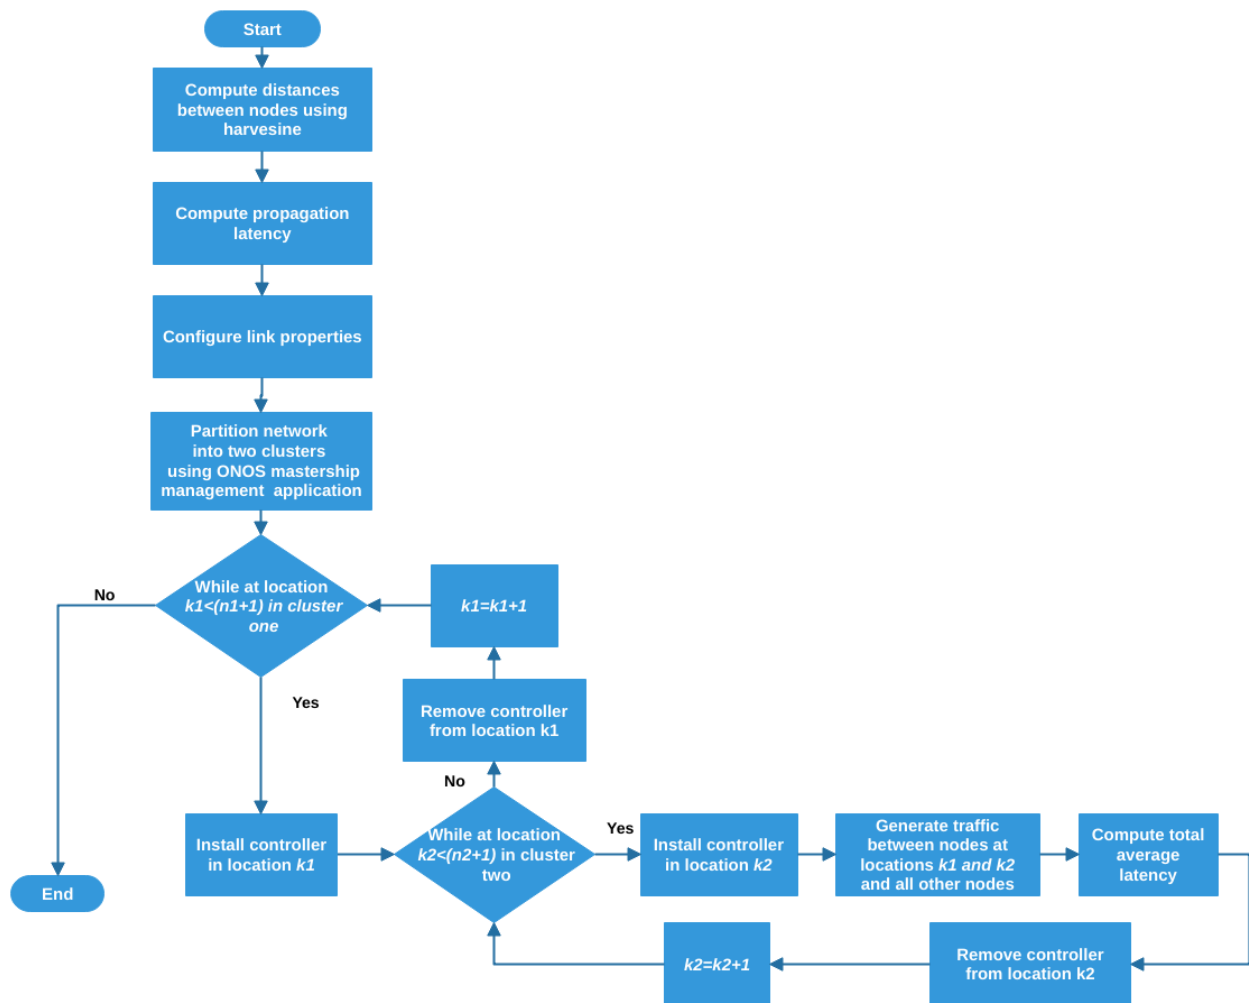 Start
Compute distances
between nodes using
harvesine
Compute propagation
latency
Configure link properties
Partition network
into two clusters
using ONOS mastership
management application
While at location
k1<(n1+1) in cluster
one
No
Yes
k1=k1+1
Remove controller
from location k1
No
Install controller
in location k1
While at location
k2<(n2+1) in cluster
two
Yes
Install controller
in location k2
Generate traffic
between nodes at
locations k1 and k2
and all other nodes
Compute total
average
latency
End
k2=k2+1
Remove controller
from location k2